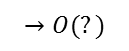 → O(?)